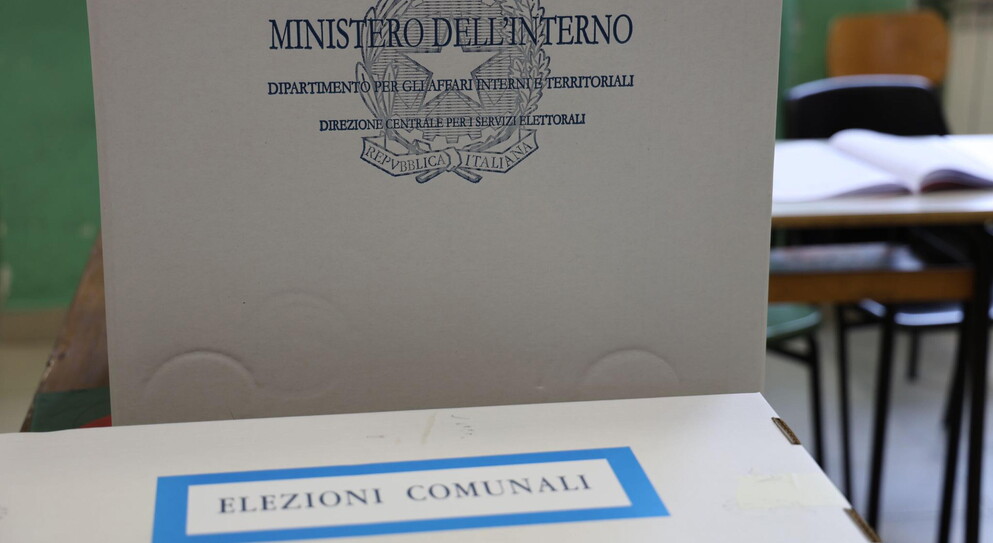 MINISTERO DELL'INTERNO
DIPARTIMENTO PER GLI AFFARI INTERNI E TERRITORIALI
DIREZIONE CENTRALE PER I SERVIZI ELETTORALI
REPVBBLICA ITALIANA
ELEZIONI COMUNALI